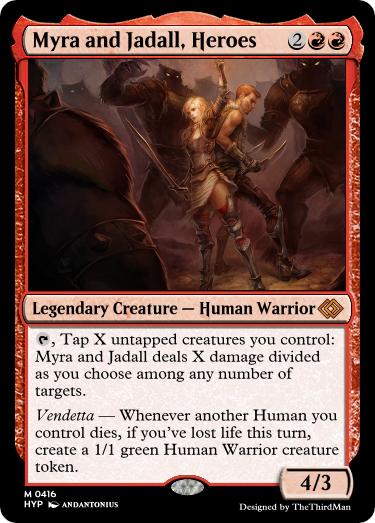 Myra and Jadall, Heroes 2
Legendary Creature — Human Warrior
, Tap X untapped creatures you control:
Myra and Jadall deals X damage divided
as you choose among any number of
targets.
Vendetta — Whenever another Human you
control dies, if you've lost life this turn,
create a 1/1 green Human Warrior creature
token.
4/3
M 0416
HYP ANDANTONIUS
Designed by TheThirdMan